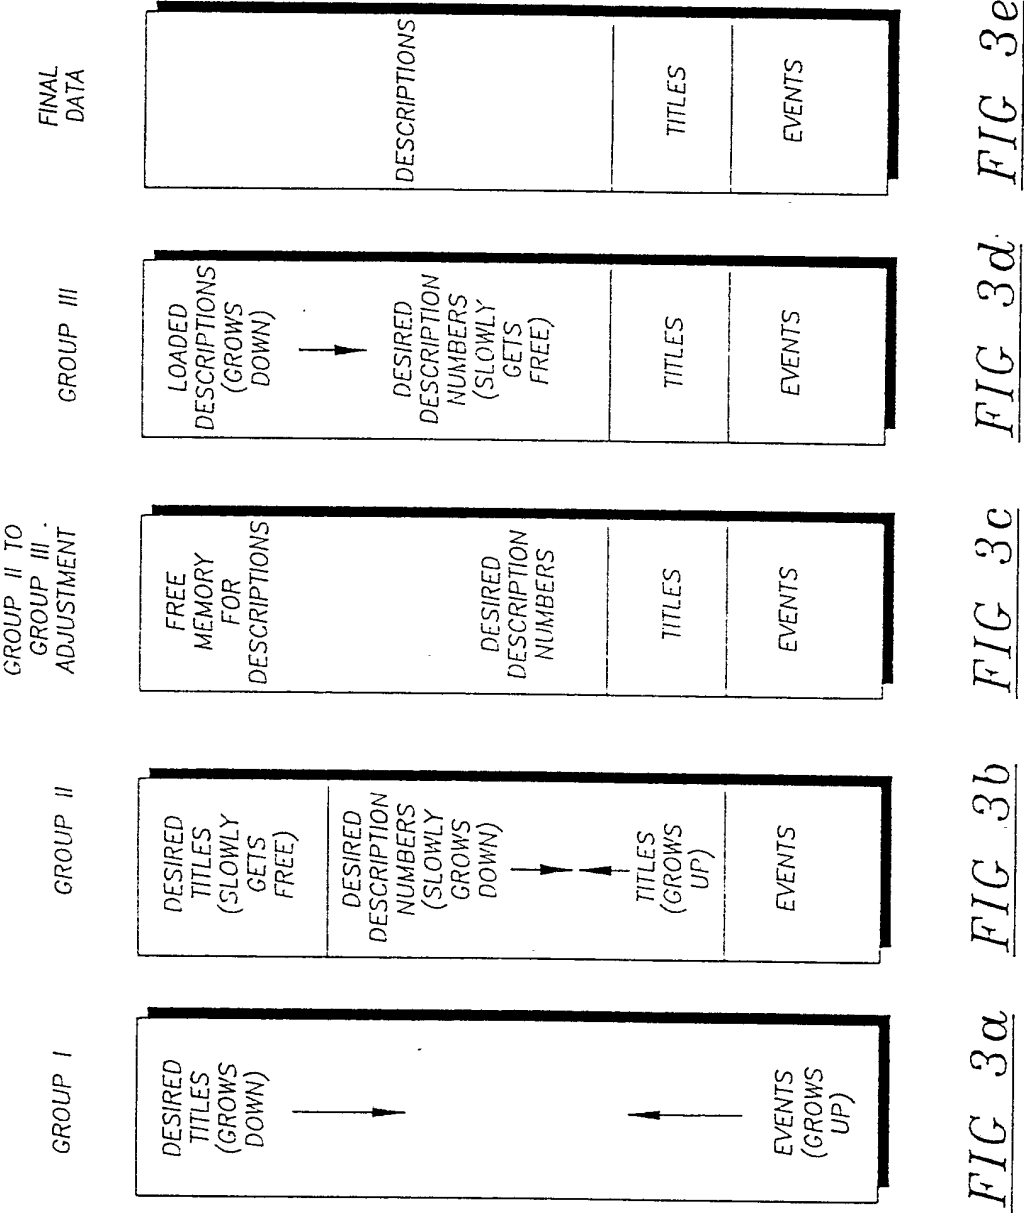 GROUP I
DESIRED
TITLES
(GROWS
DOWN)
EVENTS
(GROWS
UP)
FIG 3a
GROUP II
DESIRED
TITLES
(SLOWLY
GETS
FREE)
DESIRED
DESCRIPTION
NUMBERS
(SLOWLY
GROWS
DOWN)
TITLES
(GROWS
UP)
EVENTS
FIG 3b
GROUP II TO
GROUP III.
ADJUSTMENT
FREE
MEMORY
FOR
DESCRIPTIONS
DESIRED
DESCRIPTION
NUMBERS
TITLES
EVENTS
FIG 3c
GROUP III
LOADED
DESCRIPTIONS
(GROWS
DOWN)
DESIRED
DESCRIPTION
NUMBERS
(SLOWLY
GETS
FREE)
TITLES
EVENTS
FIG 3d
FINAL
DATA
DESCRIPTIONS
TITLES
EVENTS
FIG 3e